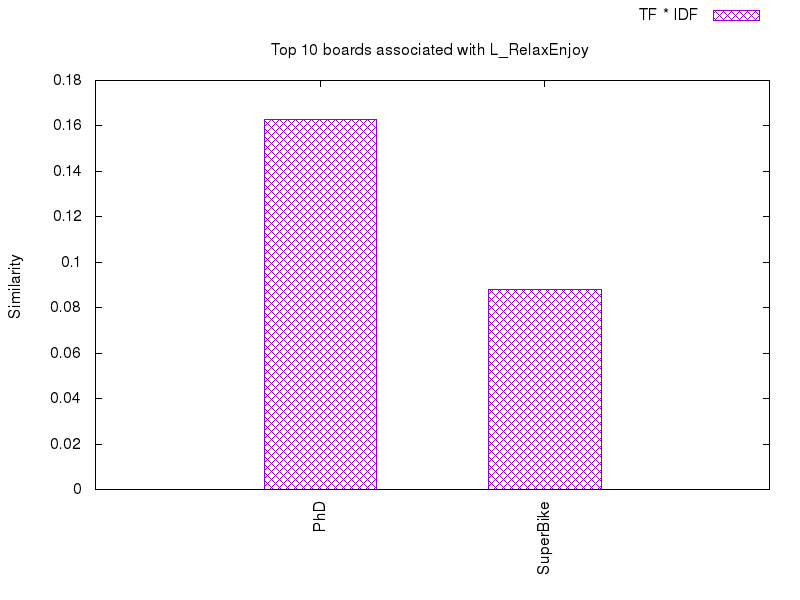 TF * IDF
Top 10 boards associated with L_RelaxEnjoy
0.18
0.16
0.14
0.12
0.1
0.08
0.06
0.04
0.02
0
Similarity
PhD
SuperBike